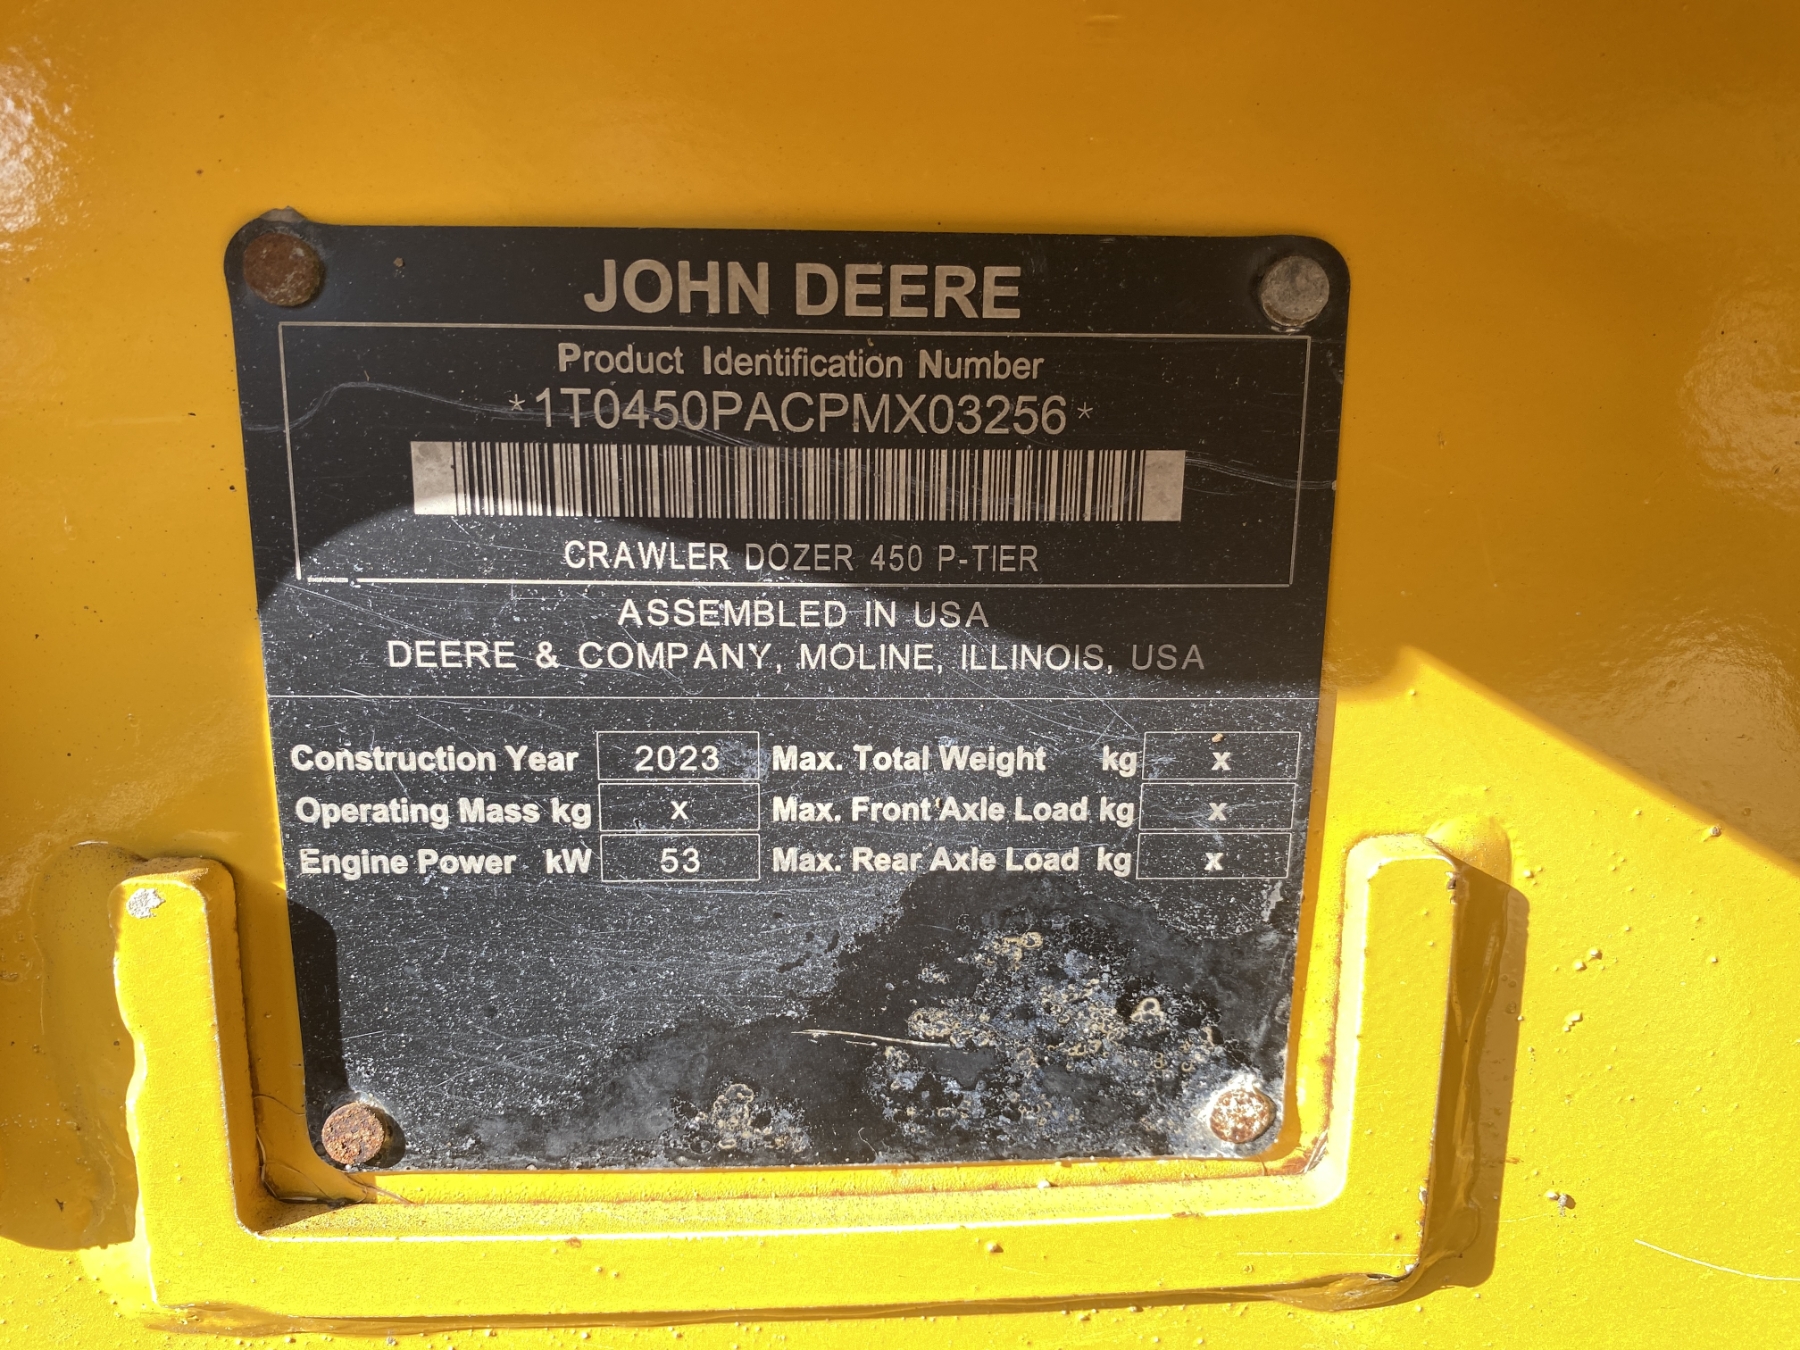 JOHN DEERE
Product Identification Number
*1T0450PACPMX03256*
CRAWLER DOZER 450 P-TIER
ASSEMBLED IN USA
DEERE & COMPANY, MOLINE, ILLINOIS, USA
Construction Year 2023 Max. Total Weight kg x
Operating Mass kg x Max. Front Axle Load kg x
Engine Power kW 53 Max. Rear Axle Load kg x